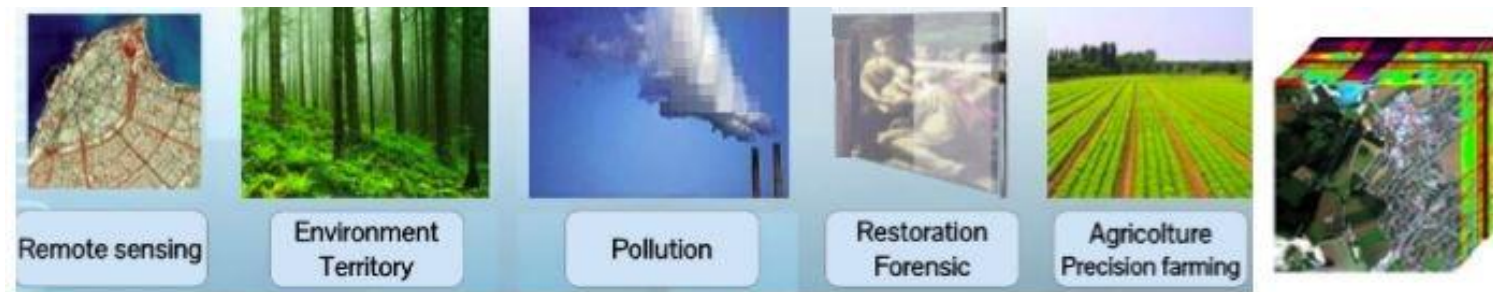 Remote sensing
Environment
Territory
Pollution
Restoration
Forensic
Agricolture
Precision farming